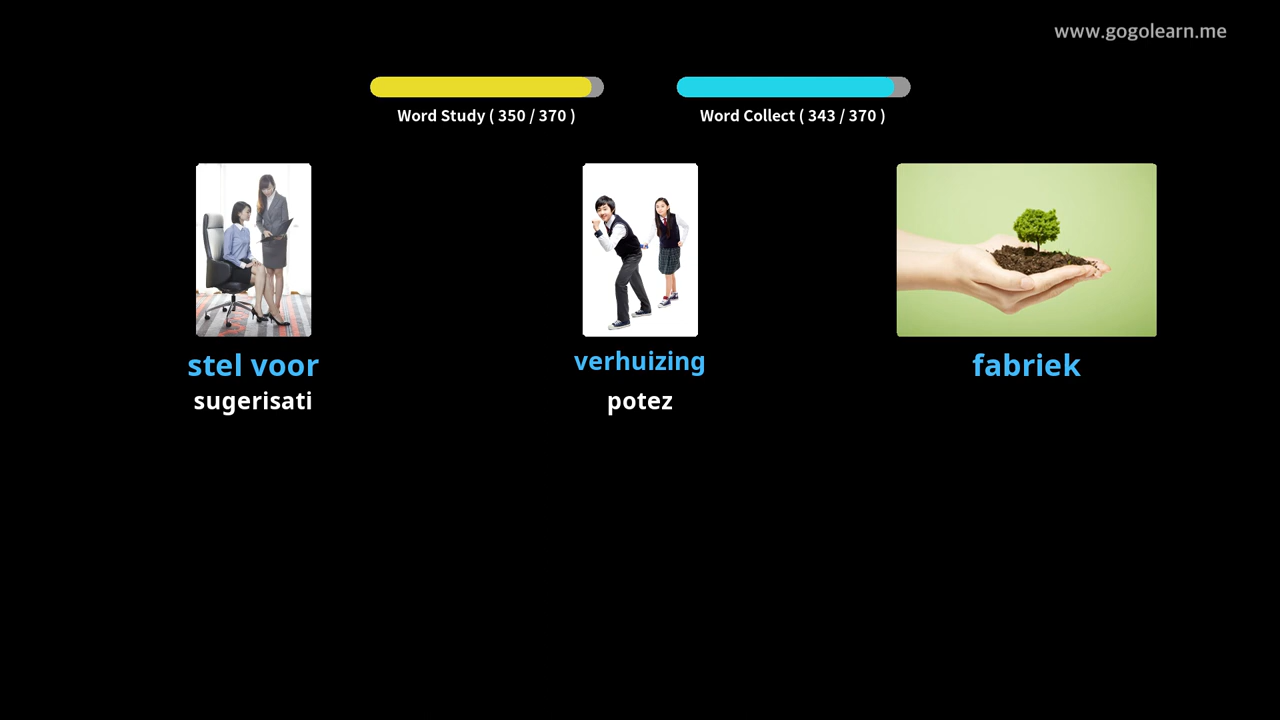 www.gogolearn.me
Word Study ( 350 / 370 )
Word Collect ( 343 / 370 )
stel voor
sugerisati
verhuizing
potez
fabriek